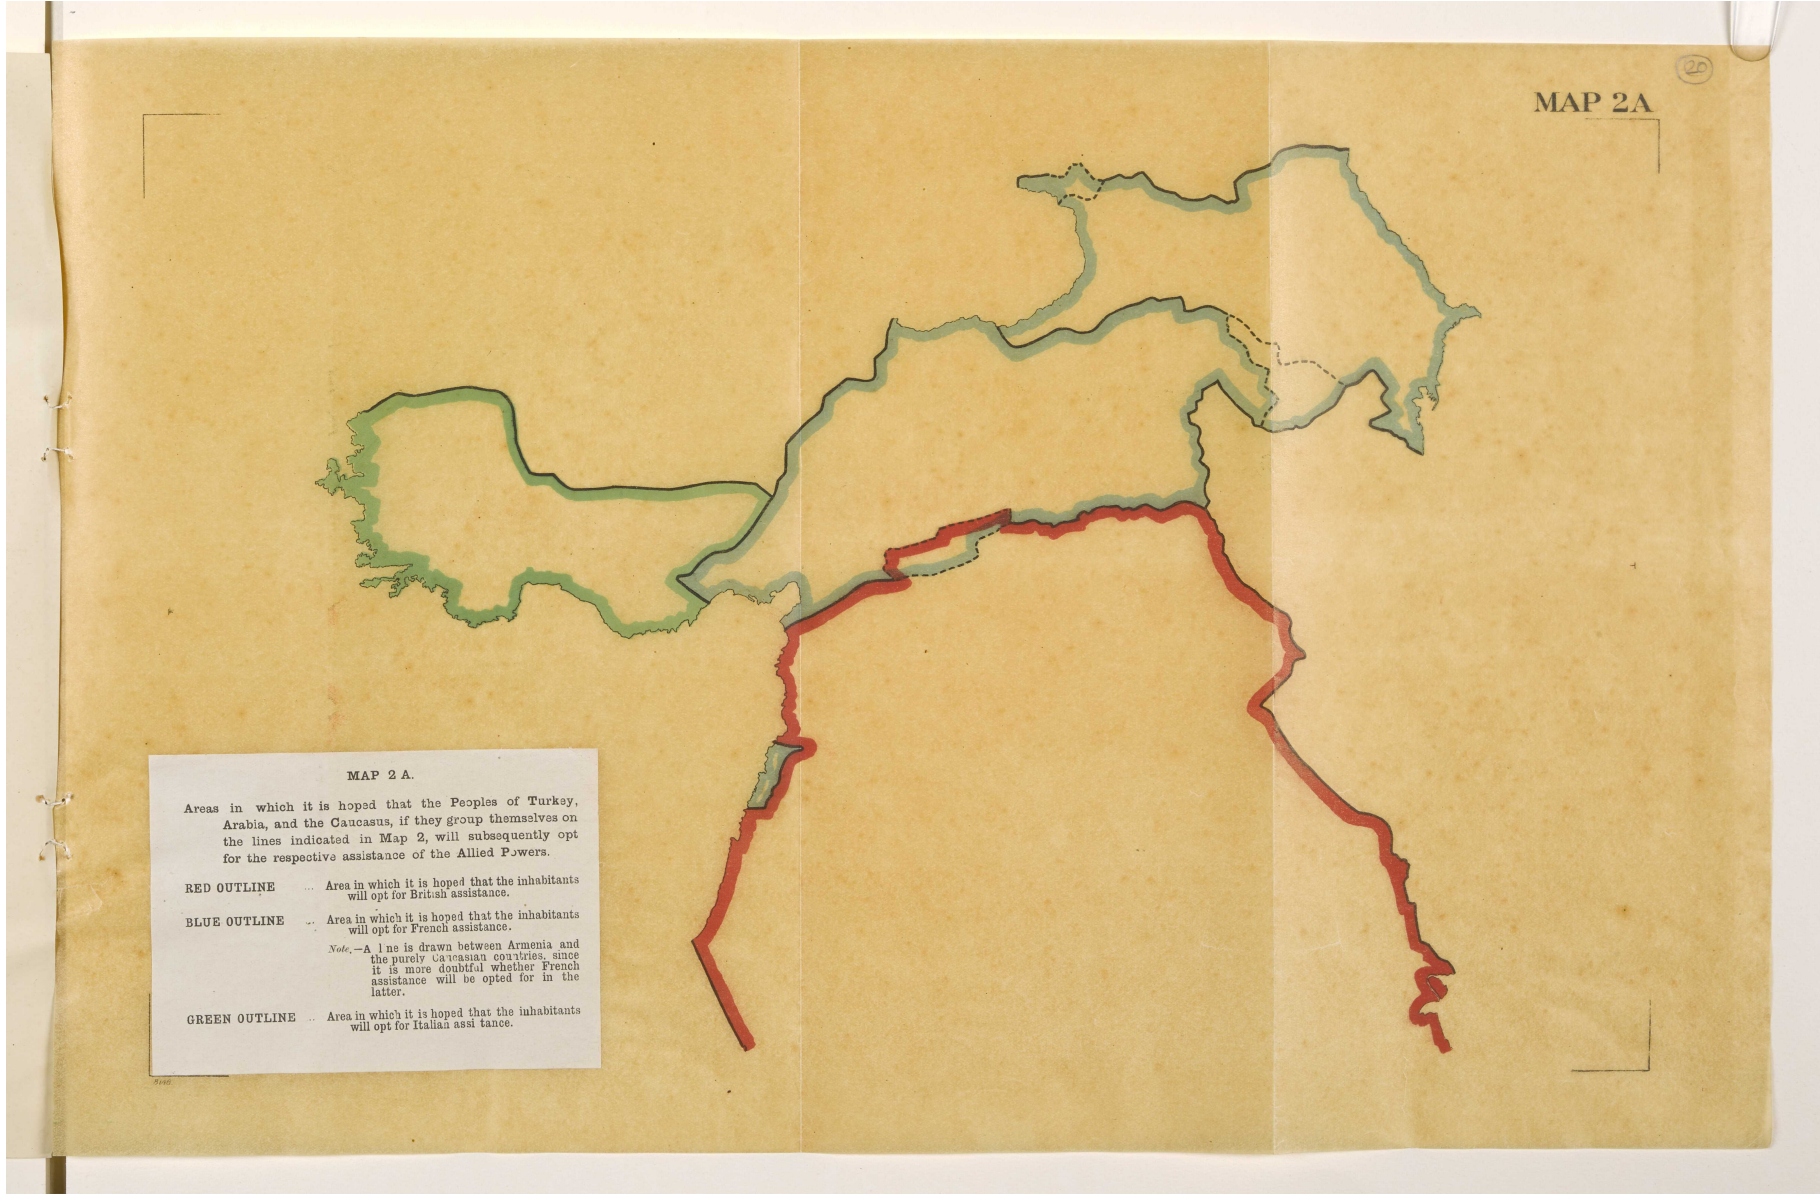 20
MAP 2A
MAP 2 A.
Areas in which it is hoped that the Peoples of Turkey,
Arabia, and the Caucasus, if they group themselves on
the lines indicated in Map 2, will subsequently opt
for the respective assistance of the Allied Powers.
RED OUTLINE ... Area in which it is hoped that the inhabitants
will opt for British assistance.
BLUE OUTLINE ... Area in which it is hoped that the inhabitants
will opt for French assistance.
Note.—A l ne is drawn between Armenia and
the purely Caucasian countries, since
it is more doubtful whether French
assistance will be opted for in the
latter.
GREEN OUTLINE .. Area in which it is hoped that the inhabitants
will opt for Italian assi tance.